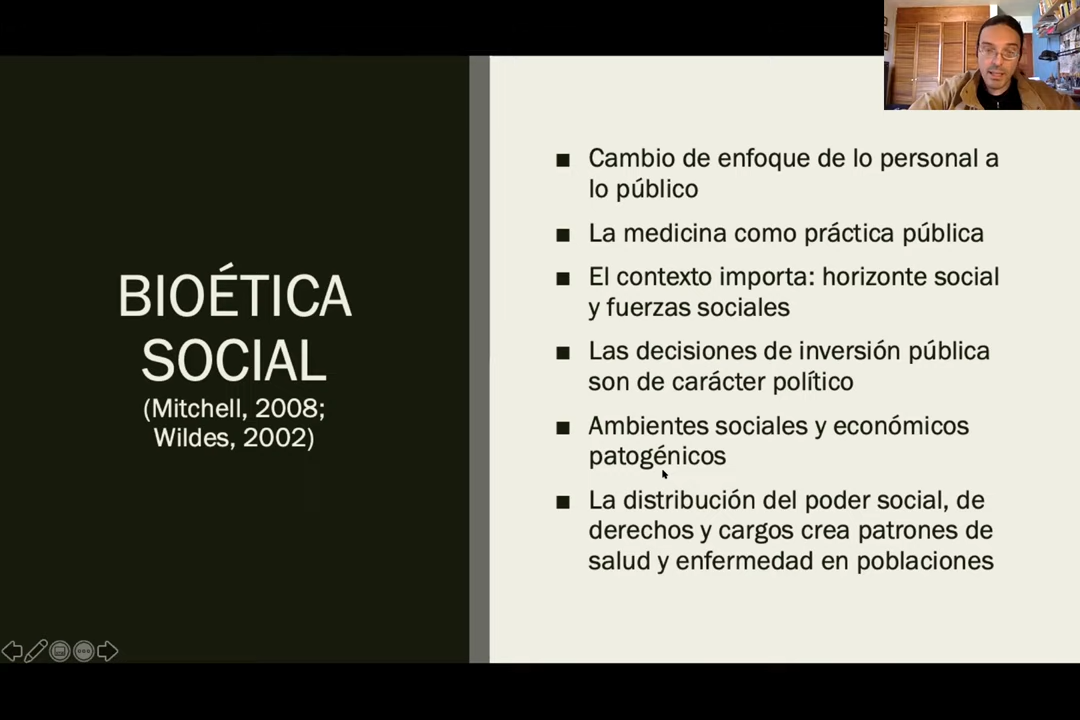 BIOÉTICA
SOCIAL
(Mitchell, 2008;
Wildes, 2002)
■ Cambio de enfoque de lo personal a
lo público
■ La medicina como práctica pública
■ El contexto importa: horizonte social
y fuerzas sociales
■ Las decisiones de inversión pública
son de carácter político
■ Ambientes sociales y económicos
patogénicos
■ La distribución del poder social, de
derechos y cargos crea patrones de
salud y enfermedad en poblaciones